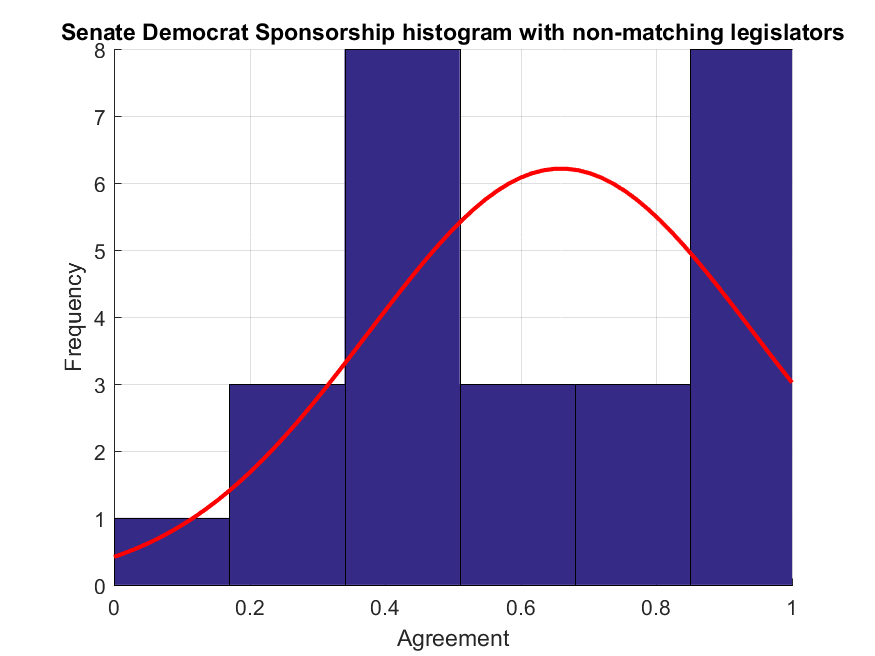 Senate Democrat Sponsorship histogram with non-matching legislators
8
7
6
5
4
3
2
1
0
Frequency
0 0.2 0.4 0.6 0.8 1
Agreement